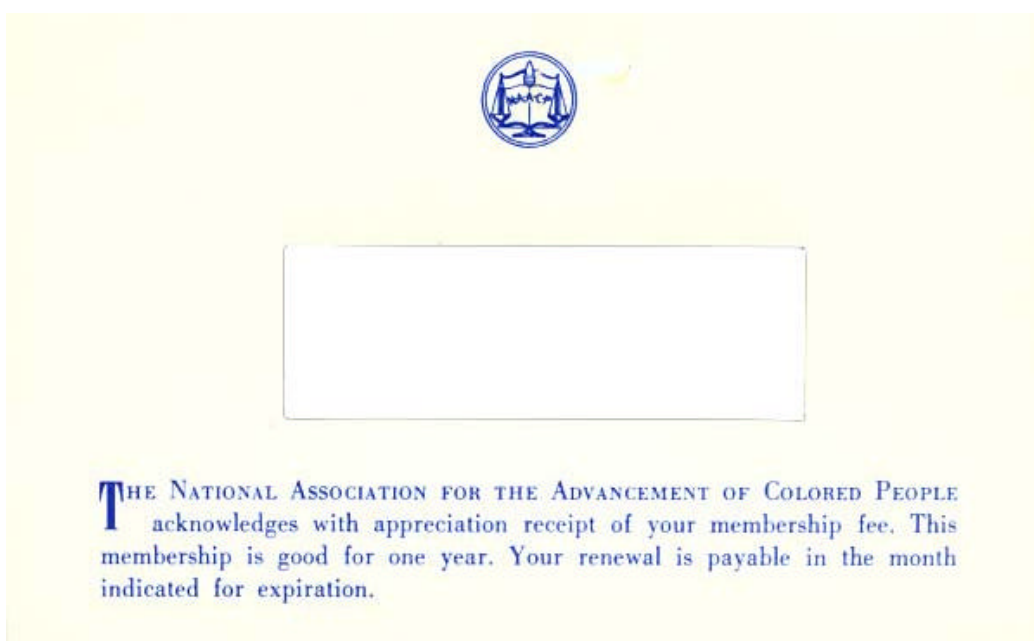 NAACP
THE NATIONAL ASSOCIATION FOR THE ADVANCEMENT OF COLORED PEOPLE
acknowledges with appreciation receipt of your membership fee. This
membership is good for one year. Your renewal is payable in the month
indicated for expiration.